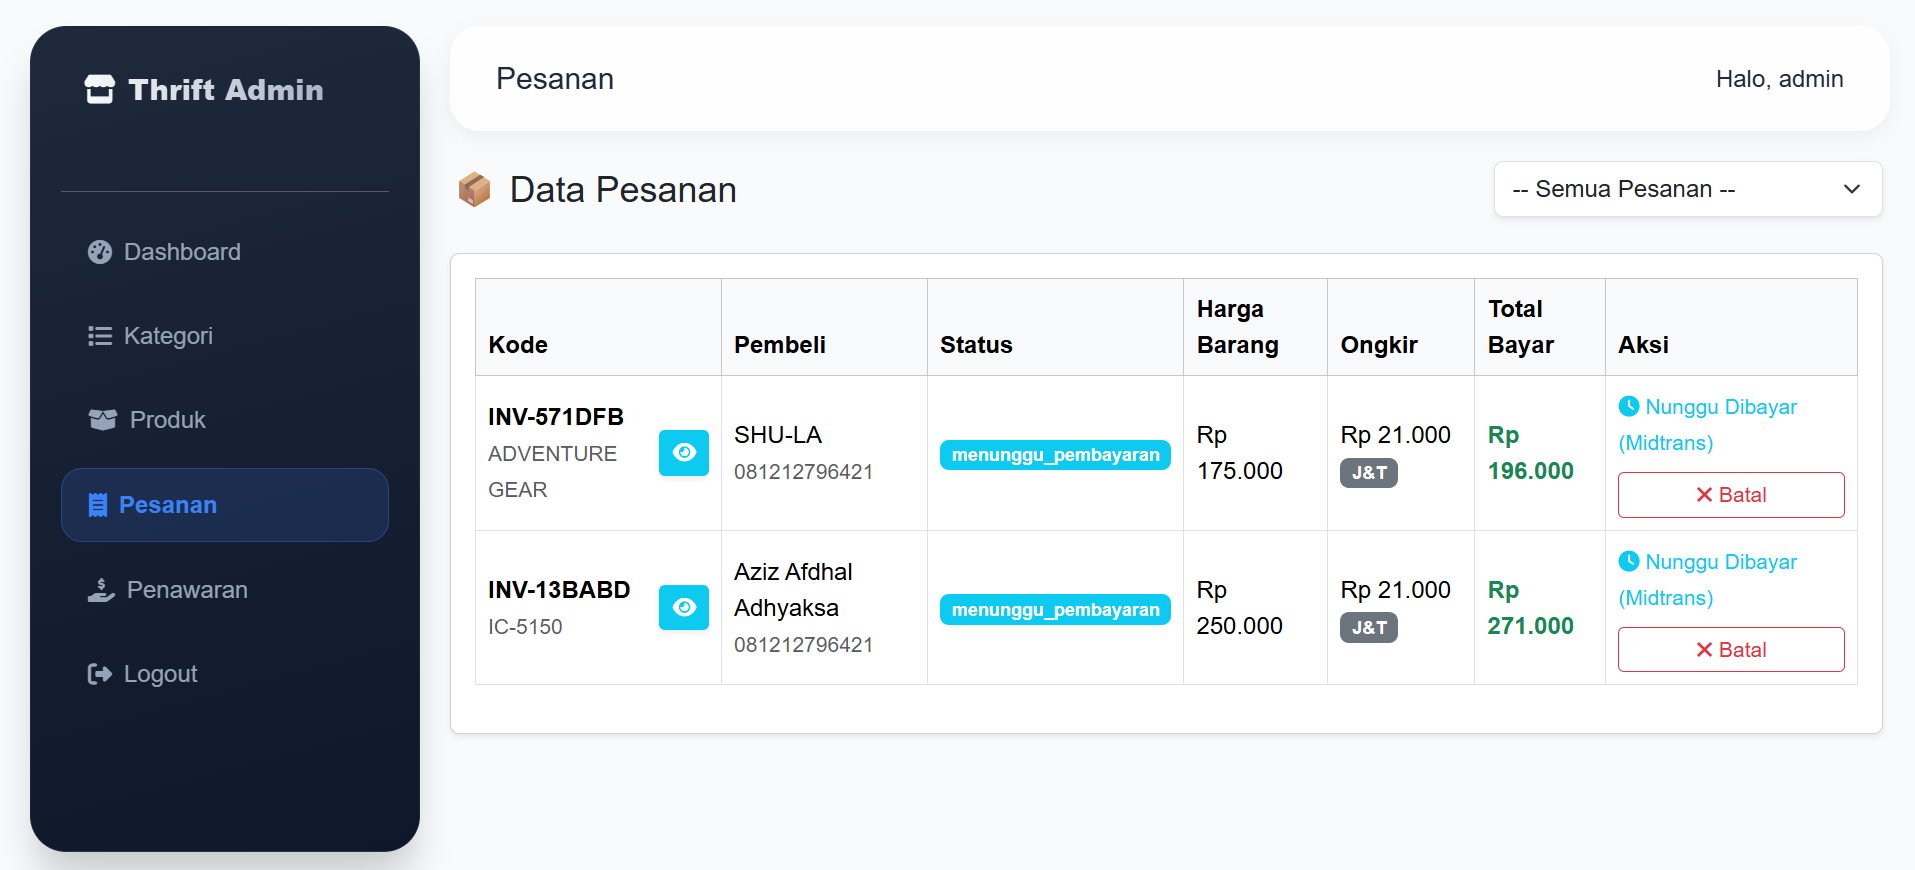 Thrift Admin
Dashboard
Kategori
Produk
Pesanan
Penawaran
Logout
Pesanan
Halo, admin
Data Pesanan
-- Semua Pesanan --
Kode
Pembeli
Status
Harga
Barang
Ongkir
Total
Bayar
Aksi
INV-571DFB
ADVENTURE
GEAR
SHU-LA
081212796421
menunggu_pembayaran
Rp
175.000
Rp 21.000
J&T
Rp
196.000
Nunggu Dibayar
(Midtrans)
Batal
INV-13BABD
IC-5150
Aziz Afdhal
Adhyaksa
081212796421
menunggu_pembayaran
Rp
250.000
Rp 21.000
J&T
Rp
271.000
Nunggu Dibayar
(Midtrans)
Batal